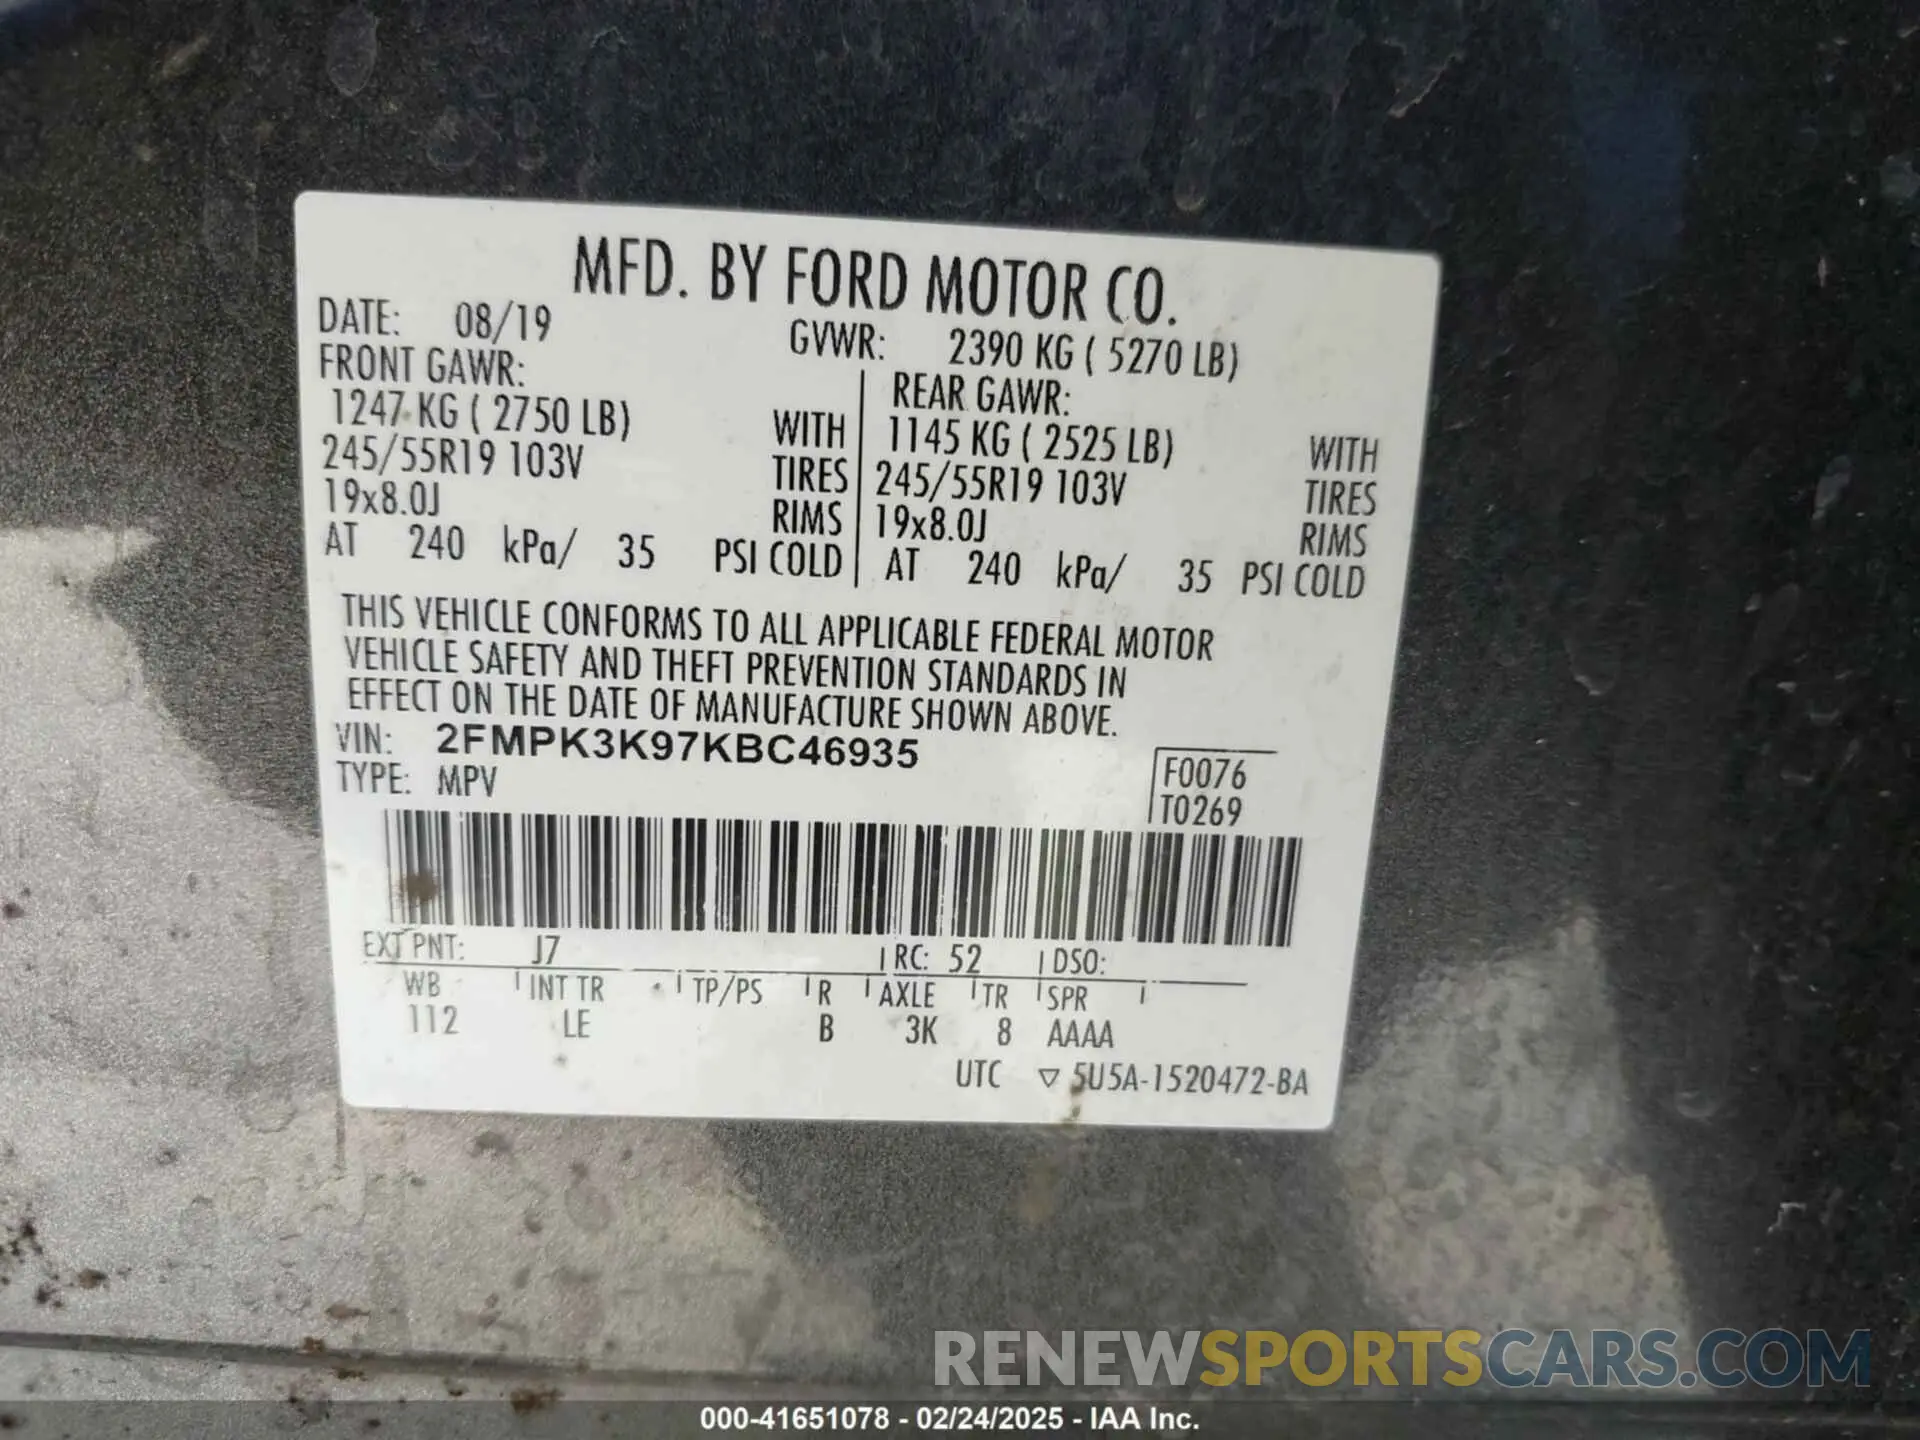 MFD. BY FORD MOTOR CO.
DATE: 08/19 GVWR: 2390 KG ( 5270 LB)
FRONT GAWR: REAR GAWR:
1247 KG ( 2750 LB) WITH 1145 KG ( 2525 LB) WITH
245/55R19 103V TIRES 245/55R19 103V TIRES
19x8.0J RIMS 19x8.0J RIMS
AT 240 kPa/ 35 PSI COLD AT 240 kPa/ 35 PSI COLD
THIS VEHICLE CONFORMS TO ALL APPLICABLE FEDERAL MOTOR
VEHICLE SAFETY AND THEFT PREVENTION STANDARDS IN
EFFECT ON THE DATE OF MANUFACTURE SHOWN ABOVE.
VIN: 2FMPK3K97KBC46935 F0076
TYPE: MPV T0269
EXT PNT: J7 RC: 52 DSO:
WB INT TR TP/PS R AXLE TR SPR
112 LE B 3K 8 AAAA
UTC ▽ 5U5A-1520472-BA
RENEWSPORTSCARS.COM
000-41651078 - 02/24/2025 - IAA Inc.